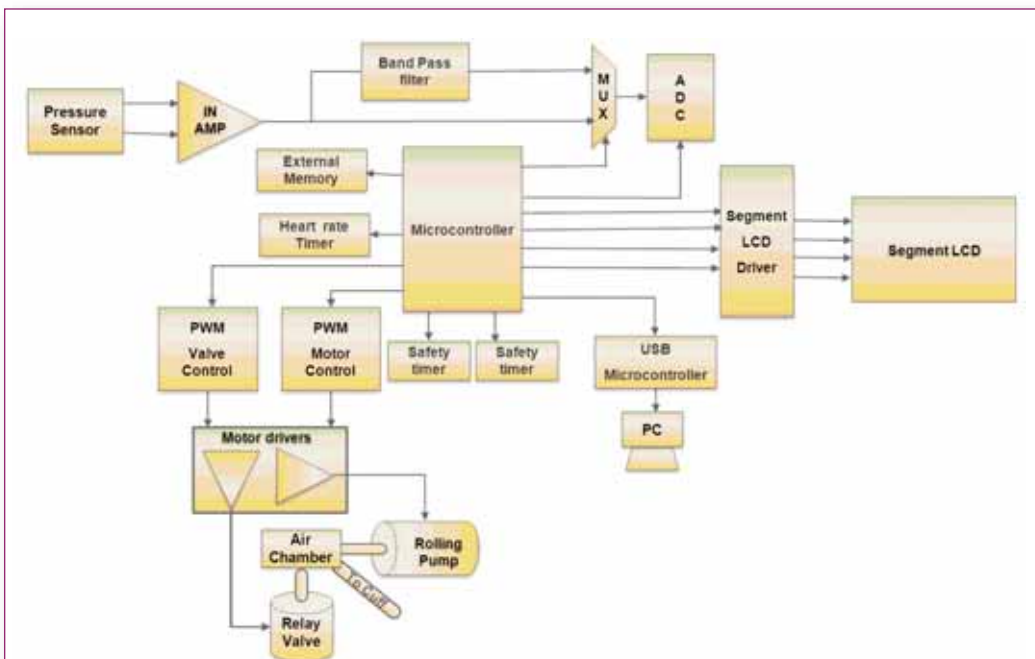 Band Pass
filter
M
U
X
A
D
C
Pressure
Sensor
IN
AMP
External
Memory
Microcontroller
Heart rate
Timer
Segment
LCD
Driver
Segment LCD
PWM
Valve
Control
PWM
Motor
Control
Safety
timer
Safety
timer
USB
Microcontroller
PC
Motor drivers
Air
Chamber
Rolling
Pump
To Cuff
Relay
Valve